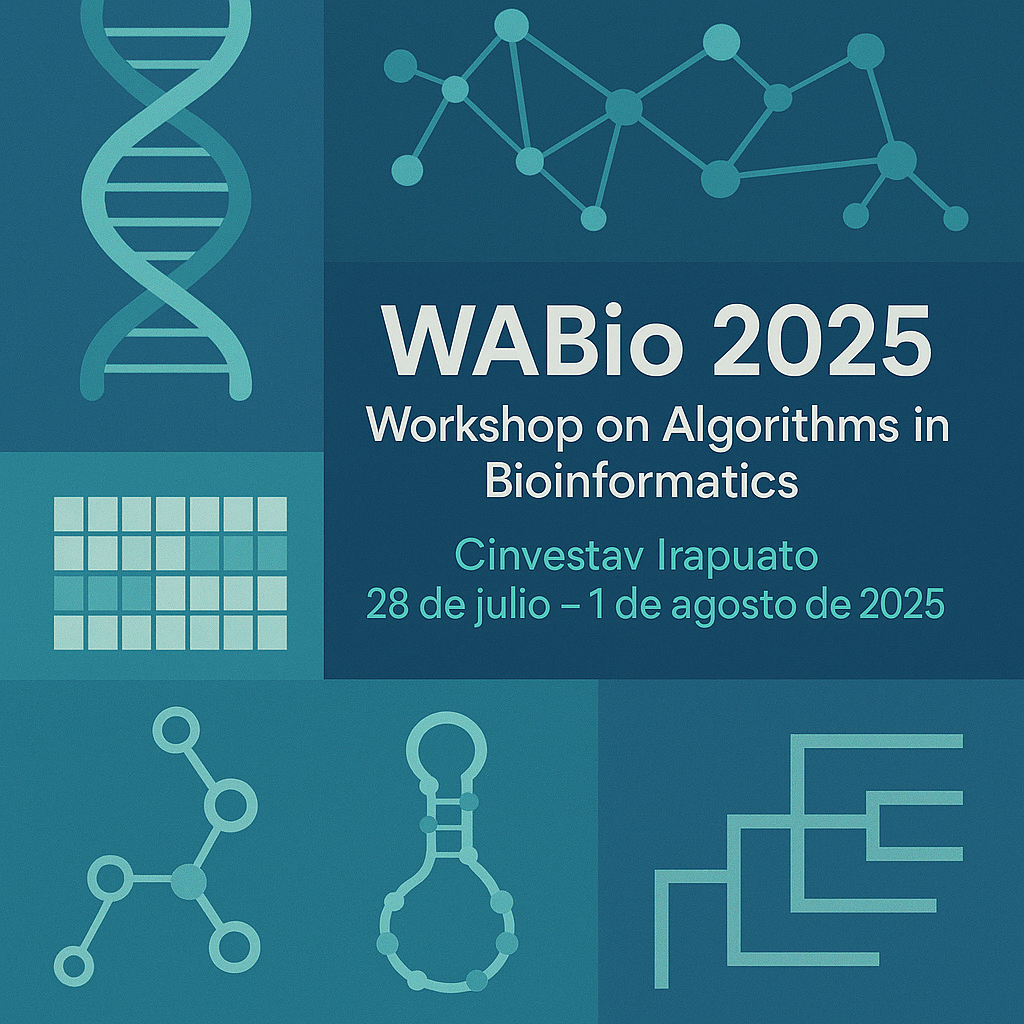 WABio 2025
Workshop on Algorithms in
Bioinformatics
Cinvestav Irapuato
28 de julio – 1 de agosto de 2025